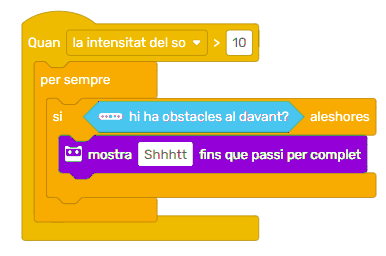 Quan la intensitat del so > 10
per sempre
si hi ha obstacles al davant? aleshores
mostra Shhhtt fins que passi per complet